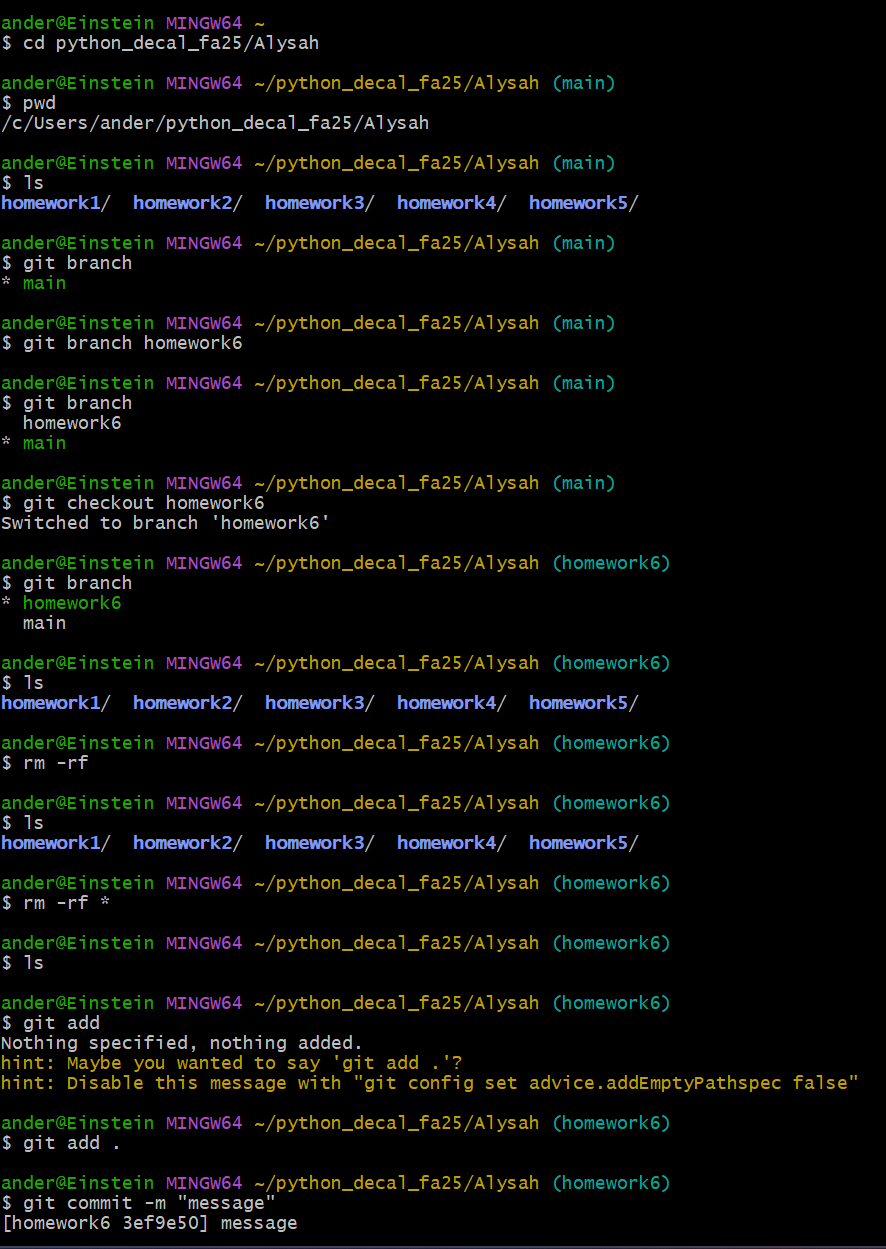 ander@Einstein MINGW64 ~
$ cd python_decal_fa25/Alysah
ander@Einstein MINGW64 ~/python_decal_fa25/Alysah (main)
$ pwd
/c/Users/ander/python_decal_fa25/Alysah
ander@Einstein MINGW64 ~/python_decal_fa25/Alysah (main)
$ ls
homework1/  homework2/  homework3/  homework4/  homework5/
ander@Einstein MINGW64 ~/python_decal_fa25/Alysah (main)
$ git branch
* main
ander@Einstein MINGW64 ~/python_decal_fa25/Alysah (main)
$ git branch homework6
ander@Einstein MINGW64 ~/python_decal_fa25/Alysah (main)
$ git branch
  homework6
* main
ander@Einstein MINGW64 ~/python_decal_fa25/Alysah (main)
$ git checkout homework6
Switched to branch 'homework6'
ander@Einstein MINGW64 ~/python_decal_fa25/Alysah (homework6)
$ git branch
* homework6
  main
ander@Einstein MINGW64 ~/python_decal_fa25/Alysah (homework6)
$ ls
homework1/  homework2/  homework3/  homework4/  homework5/
ander@Einstein MINGW64 ~/python_decal_fa25/Alysah (homework6)
$ rm -rf
ander@Einstein MINGW64 ~/python_decal_fa25/Alysah (homework6)
$ ls
homework1/  homework2/  homework3/  homework4/  homework5/
ander@Einstein MINGW64 ~/python_decal_fa25/Alysah (homework6)
$ rm -rf *
ander@Einstein MINGW64 ~/python_decal_fa25/Alysah (homework6)
$ ls
ander@Einstein MINGW64 ~/python_decal_fa25/Alysah (homework6)
$ git add
Nothing specified, nothing added.
hint: Maybe you wanted to say 'git add .'?
hint: Disable this message with "git config set advice.addEmptyPathspec false"
ander@Einstein MINGW64 ~/python_decal_fa25/Alysah (homework6)
$ git add .
ander@Einstein MINGW64 ~/python_decal_fa25/Alysah (homework6)
$ git commit -m "message"
[homework6 3ef9e50] message